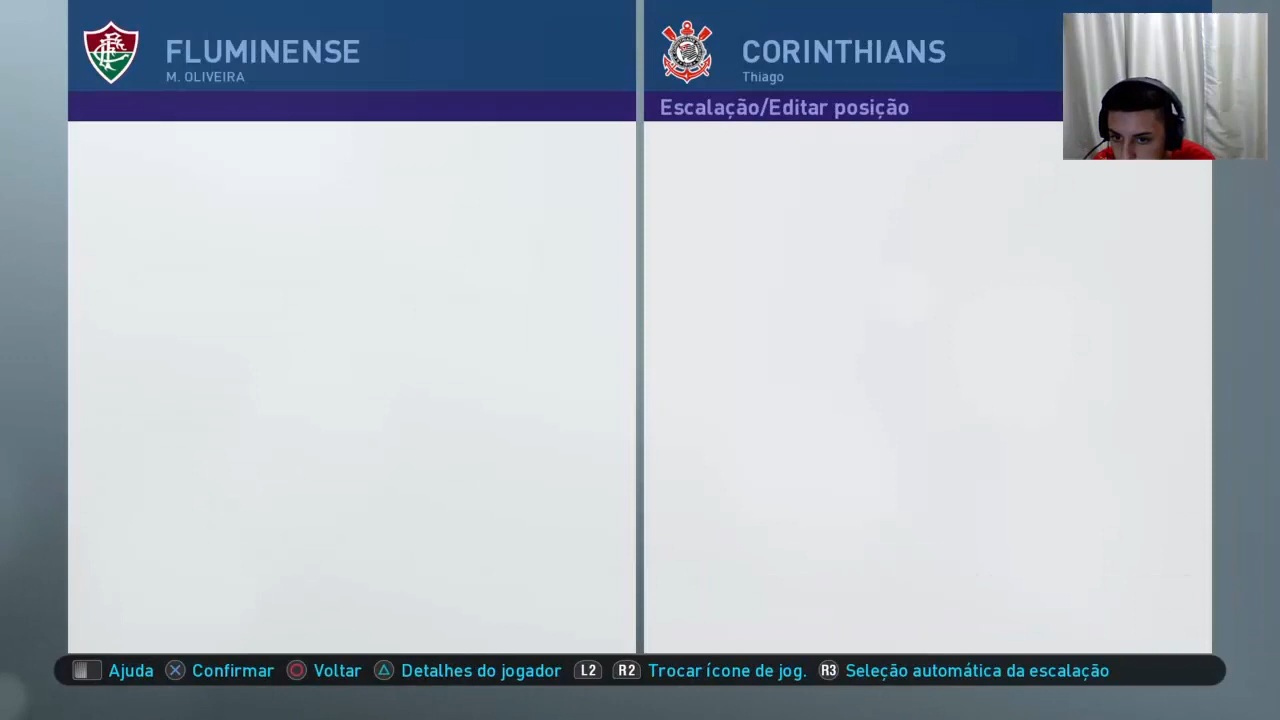 FLUMINENSE
M. OLIVEIRA
CORINTHIANS
Thiago
Escalação/Editar posição
Ajuda Confirmar Voltar Detalhes do jogador L2 R2 Trocar ícone de jog. R3 Seleção automática da escalação